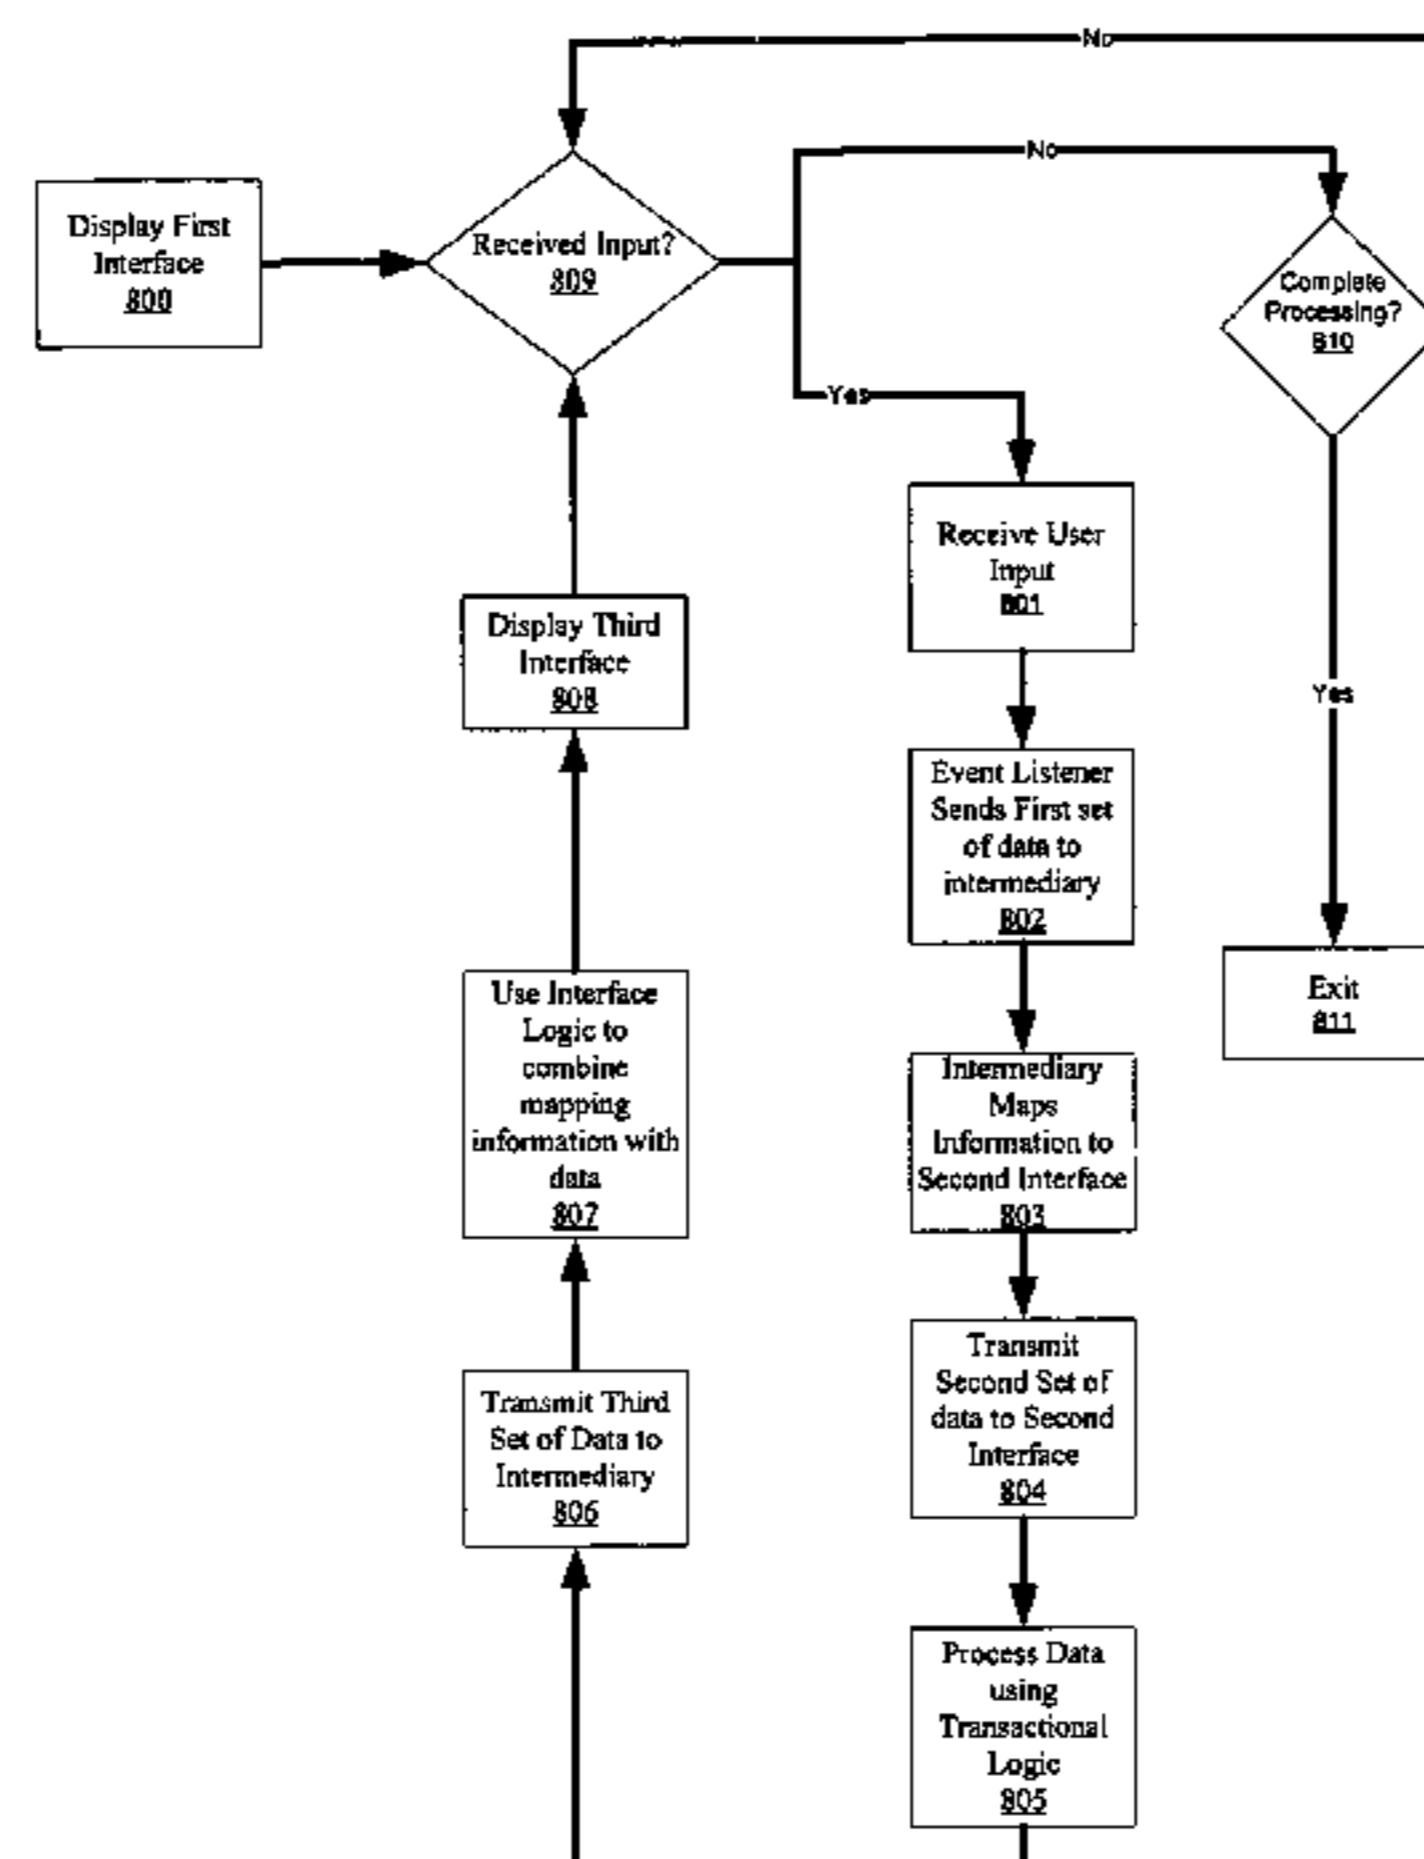 No
No
Display First
Interface
800
Received Input?
809
Complete
Processing?
810
Yes
Receive User
Input
801
Display Third
Interface
808
Yes
Event Listener
Sends First set
of data to
intermediary
802
Use Interface
Logic to
combine
mapping
information with
data
807
Exit
811
Intermediary
Maps
Information to
Second Interface
803
Transmit
Second Set of
data to Second
Interface
804
Transmit Third
Set of Data to
Intermediary
806
Process Data
using
Transactional
Logic
805